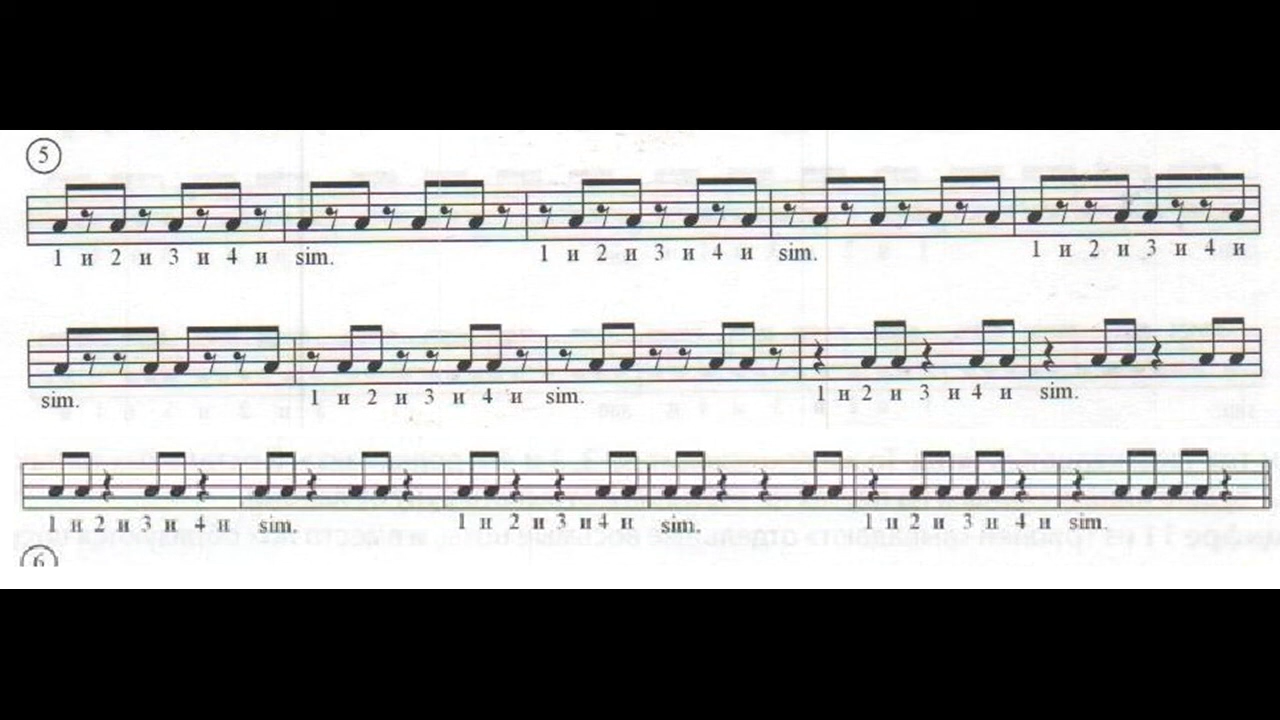 5
1 и 2 и 3 и 4 и sim. 1 и 2 и 3 и 4 и sim. 1 и 2 и 3 и 4 и
sim. 1 и 2 и 3 и 4 и sim. 1 и 2 и 3 и 4 и sim.
1 и 2 и 3 и 4 и sim. 1 и 2 и 3 и 4 и sim. 1 и 2 и 3 и 4 и sim.
6